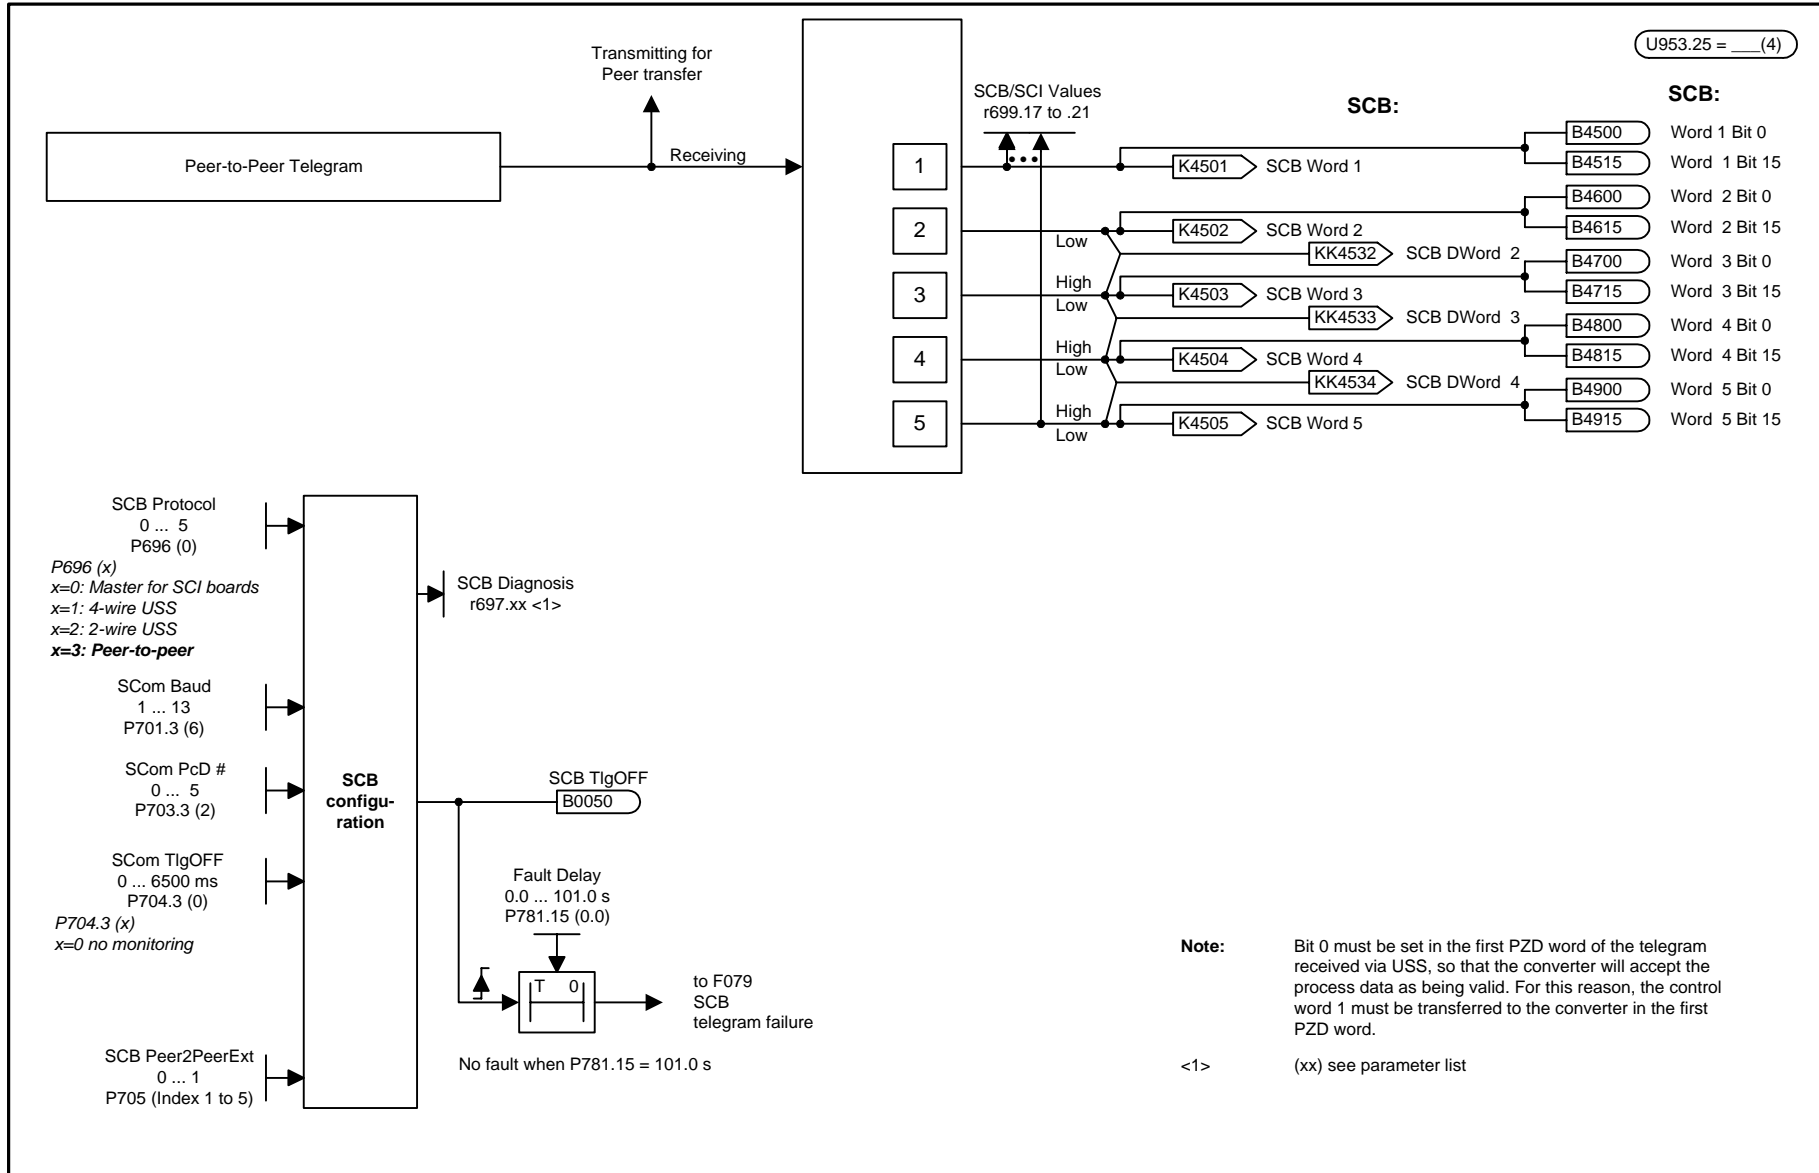 U953.25 = ___(4)
Transmitting for
Peer transfer
SCB/SCI Values
r699.17 to .21
SCB:
SCB:
Peer-to-Peer Telegram
Receiving
1
K4501
SCB Word 1
B4500
Word 1 Bit 0
B4515
Word 1 Bit 15
2
Low
K4502
SCB Word 2
KK4532
SCB DWord 2
B4600
Word 2 Bit 0
B4615
Word 2 Bit 15
3
High
Low
K4503
SCB Word 3
KK4533
SCB DWord 3
B4700
Word 3 Bit 0
B4715
Word 3 Bit 15
4
High
Low
K4504
SCB Word 4
KK4534
SCB DWord 4
B4800
Word 4 Bit 0
B4815
Word 4 Bit 15
5
High
Low
K4505
SCB Word 5
B4900
Word 5 Bit 0
B4915
Word 5 Bit 15
SCB Protocol
0 ... 5
P696 (0)
P696 (x)
x=0: Master for SCI boards
x=1: 4-wire USS
x=2: 2-wire USS
x=3: Peer-to-peer
SCom Baud
1 ... 13
P701.3 (6)
SCom PcD #
0 ... 5
P703.3 (2)
SCom TlgOFF
0 ... 6500 ms
P704.3 (0)
P704.3 (x)
x=0 no monitoring
SCB Peer2PeerExt
0 ... 1
P705 (Index 1 to 5)
SCB
configu-
ration
SCB Diagnosis
r697.xx <1>
SCB TlgOFF
B0050
Fault Delay
0.0 ... 101.0 s
P781.15 (0.0)
T 0
to F079
SCB
telegram failure
No fault when P781.15 = 101.0 s
Note:
Bit 0 must be set in the first PZD word of the telegram
received via USS, so that the converter will accept the
process data as being valid. For this reason, the control
word 1 must be transferred to the converter in the first
PZD word.
<1>
(xx) see parameter list